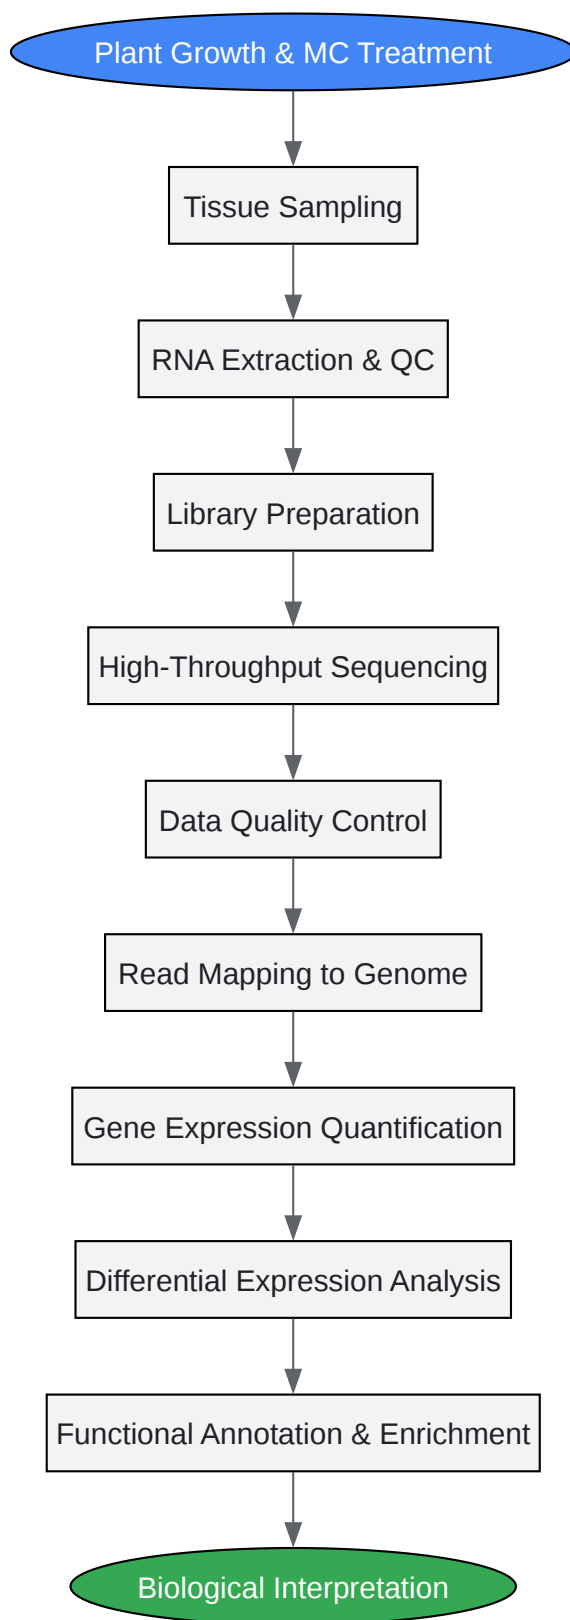 Plant Growth & MC Treatment
Tissue Sampling
RNA Extraction & QC
Library Preparation
High-Throughput Sequencing
Data Quality Control
Read Mapping to Genome
Gene Expression Quantification
Differential Expression Analysis
Functional Annotation & Enrichment
Biological Interpretation